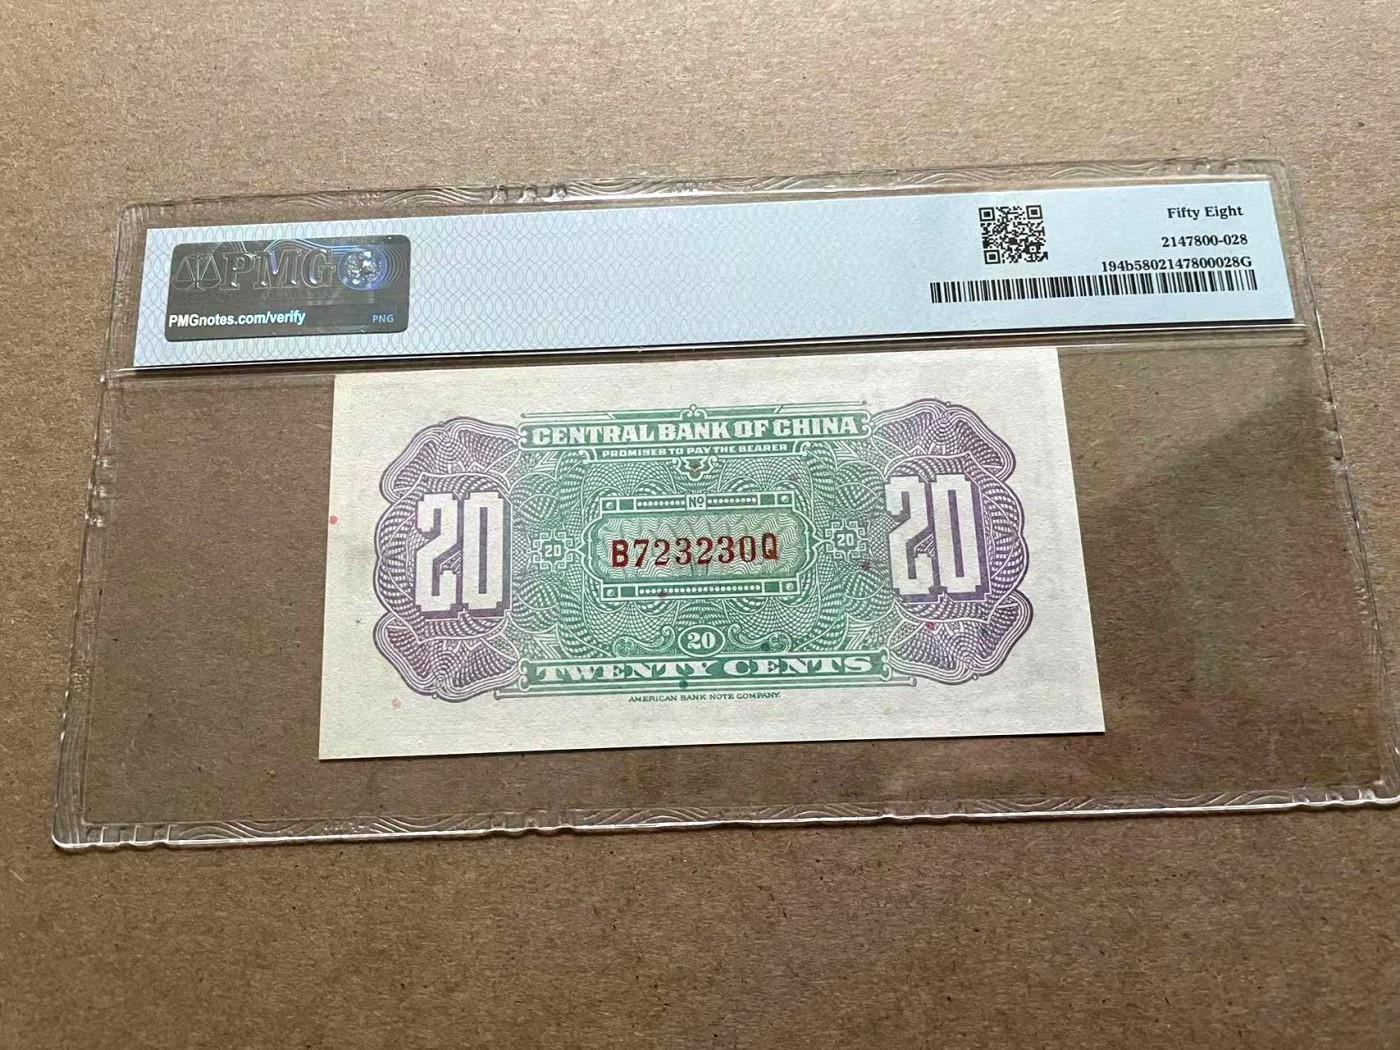 PMG
PMGnotes.com/verify
PNG
Fifty Eight
2147800-028
194b5802147800028G
CENTRAL BANK OF CHINA
PROMISES TO PAY THE BEARER
20
20
No
20
B723230Q
20
20
TWENTY CENTS
AMERICAN BANK NOTE COMPANY.